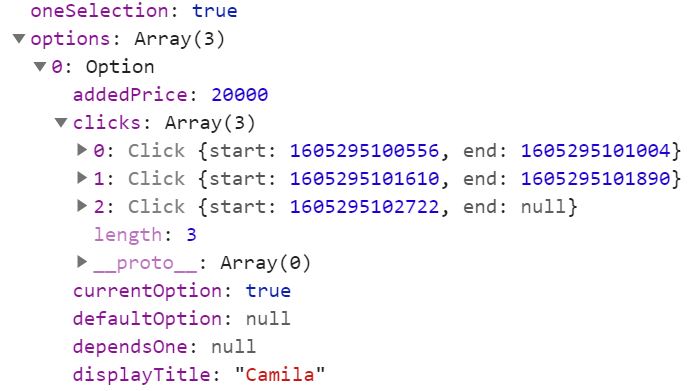 oneSelection: true
options: Array(3)
0: Option
addedPrice: 20000
clicks: Array(3)
0: Click {start: 1605295100556, end: 1605295101004}
1: Click {start: 1605295101610, end: 1605295101890}
2: Click {start: 1605295102722, end: null}
length: 3
__proto__: Array(0)
currentOption: true
defaultOption: null
dependsOne: null
displayTitle: "Camila"